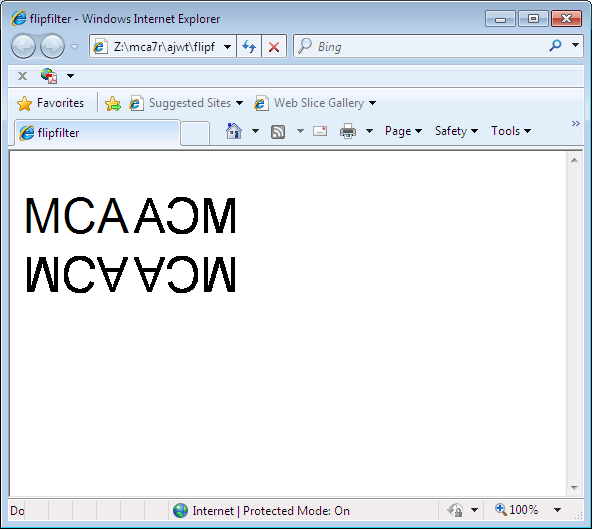 flipfilter - Windows Internet Explorer
Z:\mca7r\ajwt\flipf
Bing
Favorites Suggested Sites Web Slice Gallery
flipfilter Page Safety Tools »
MCA MCA
MCA MCA
Do Internet | Protected Mode: On 100%